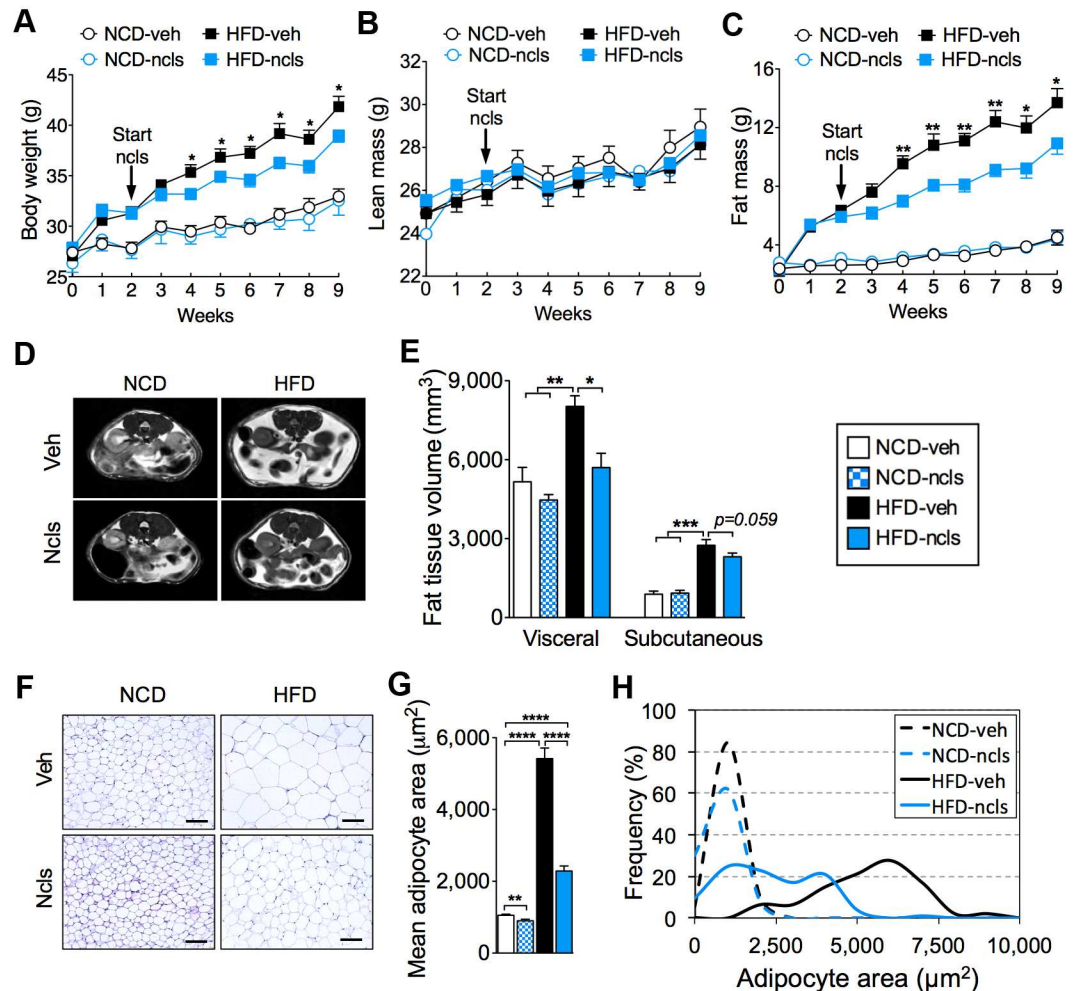 A
NCD-veh HFD-veh
NCD-ncls HFD-ncls
Body weight (g)
45
40
35
30
25
Start
ncls
* * * * * *
0 1 2 3 4 5 6 7 8 9
Weeks
B
NCD-veh HFD-veh
NCD-ncls HFD-ncls
Lean mass (g)
32
30
28
26
24
22
Start
ncls
0 1 2 3 4 5 6 7 8 9
Weeks
C
NCD-veh HFD-veh
NCD-ncls HFD-ncls
Fat mass (g)
16
12
8
4
Start
ncls
** ** ** ** * *
0 1 2 3 4 5 6 7 8 9
Weeks
D
NCD HFD
Veh
Ncls
E
Fat tissue volume (mm³)
9,000
6,000
3,000
0
** *
*** p=0.059
Visceral Subcutaneous
NCD-veh
NCD-ncls
HFD-veh
HFD-ncls
F
NCD HFD
Veh
Ncls
G
Mean adipocyte area (μm²)
6,000
4,000
2,000
0
****
**** ****
**
H
Frequency (%)
100
80
60
40
20
0
NCD-veh
NCD-ncls
HFD-veh
HFD-ncls
0 2,500 5,000 7,500 10,000
Adipocyte area (μm²)